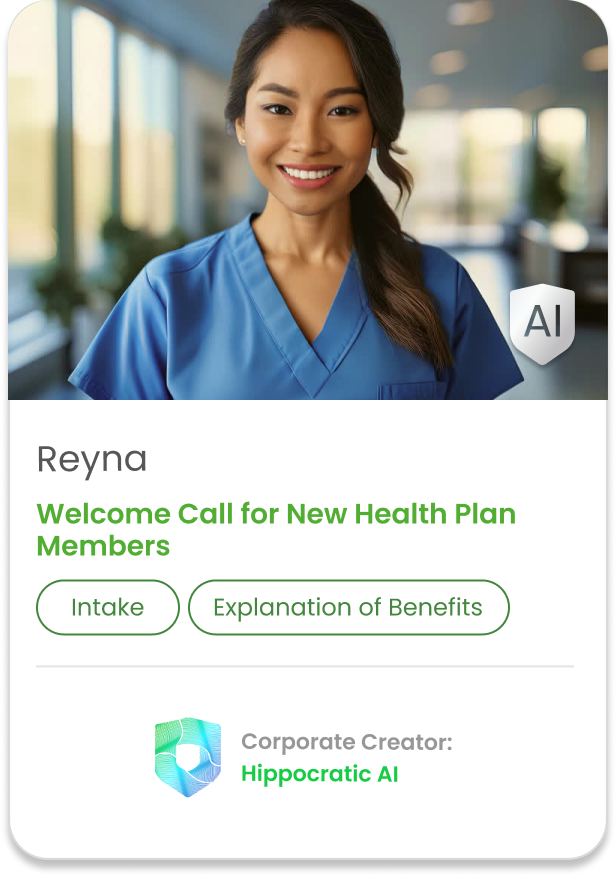 AI
Reyna
Welcome Call for New Health Plan
Members
Intake
Explanation of Benefits
Corporate Creator:
Hippocratic AI